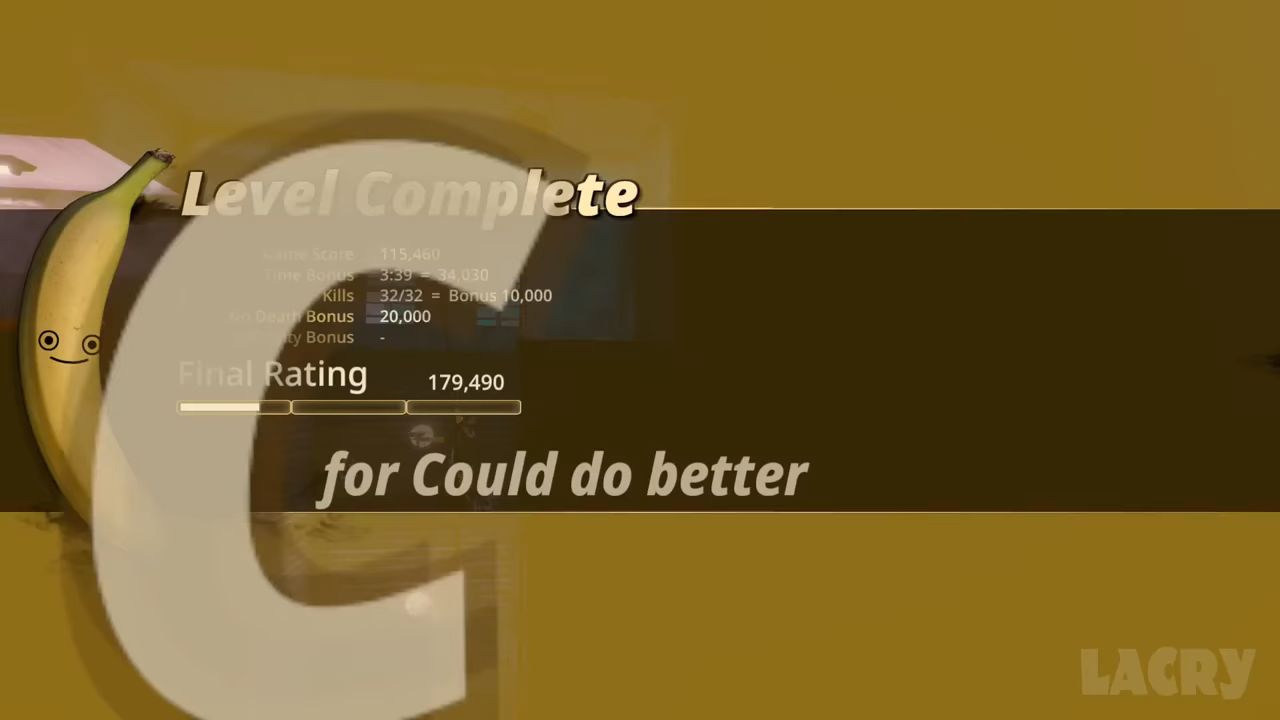 Level Complete
Game Score 115,460
Time Bonus 3:39 = 34,030
Kills 32/32 = Bonus 10,000
No Death Bonus 20,000
Bonus -
Final Rating 179,490
C
for Could do better
LACRY